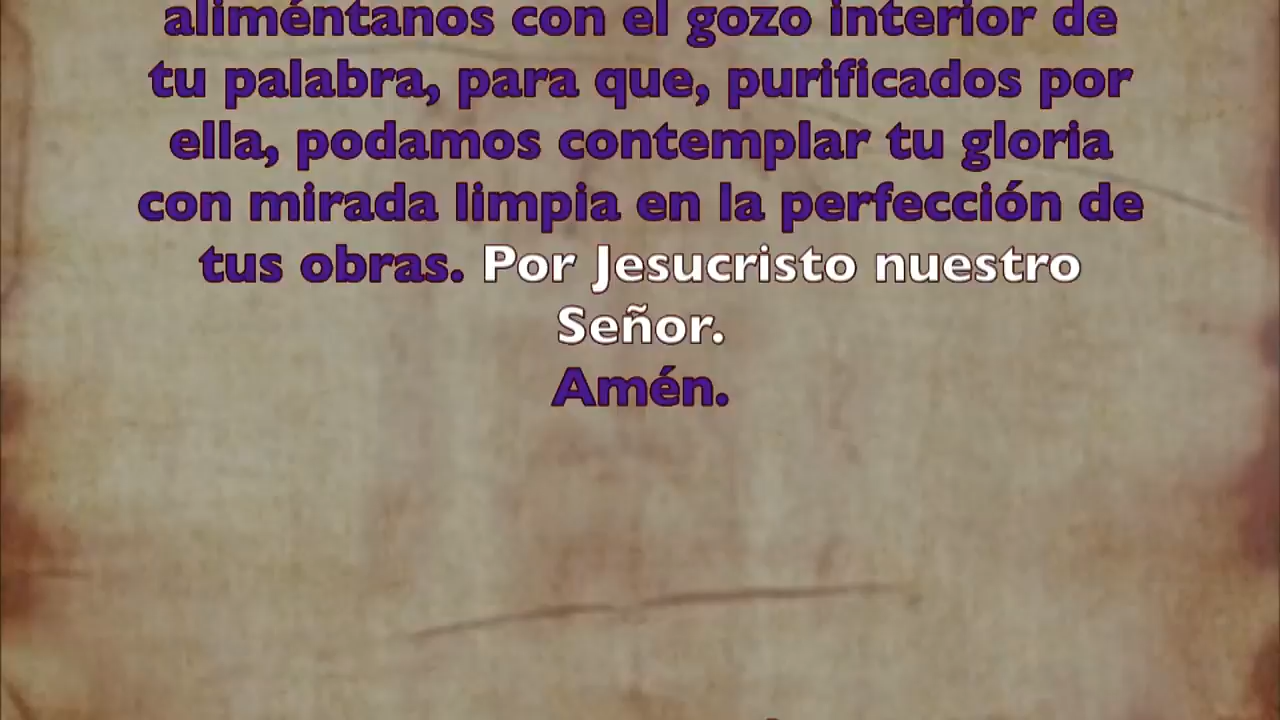 aliméntanos con el gozo interior de
tu palabra, para que, purificados por
ella, podamos contemplar tu gloria
con mirada limpia en la perfección de
tus obras. Por Jesucristo nuestro
Señor.
Amén.